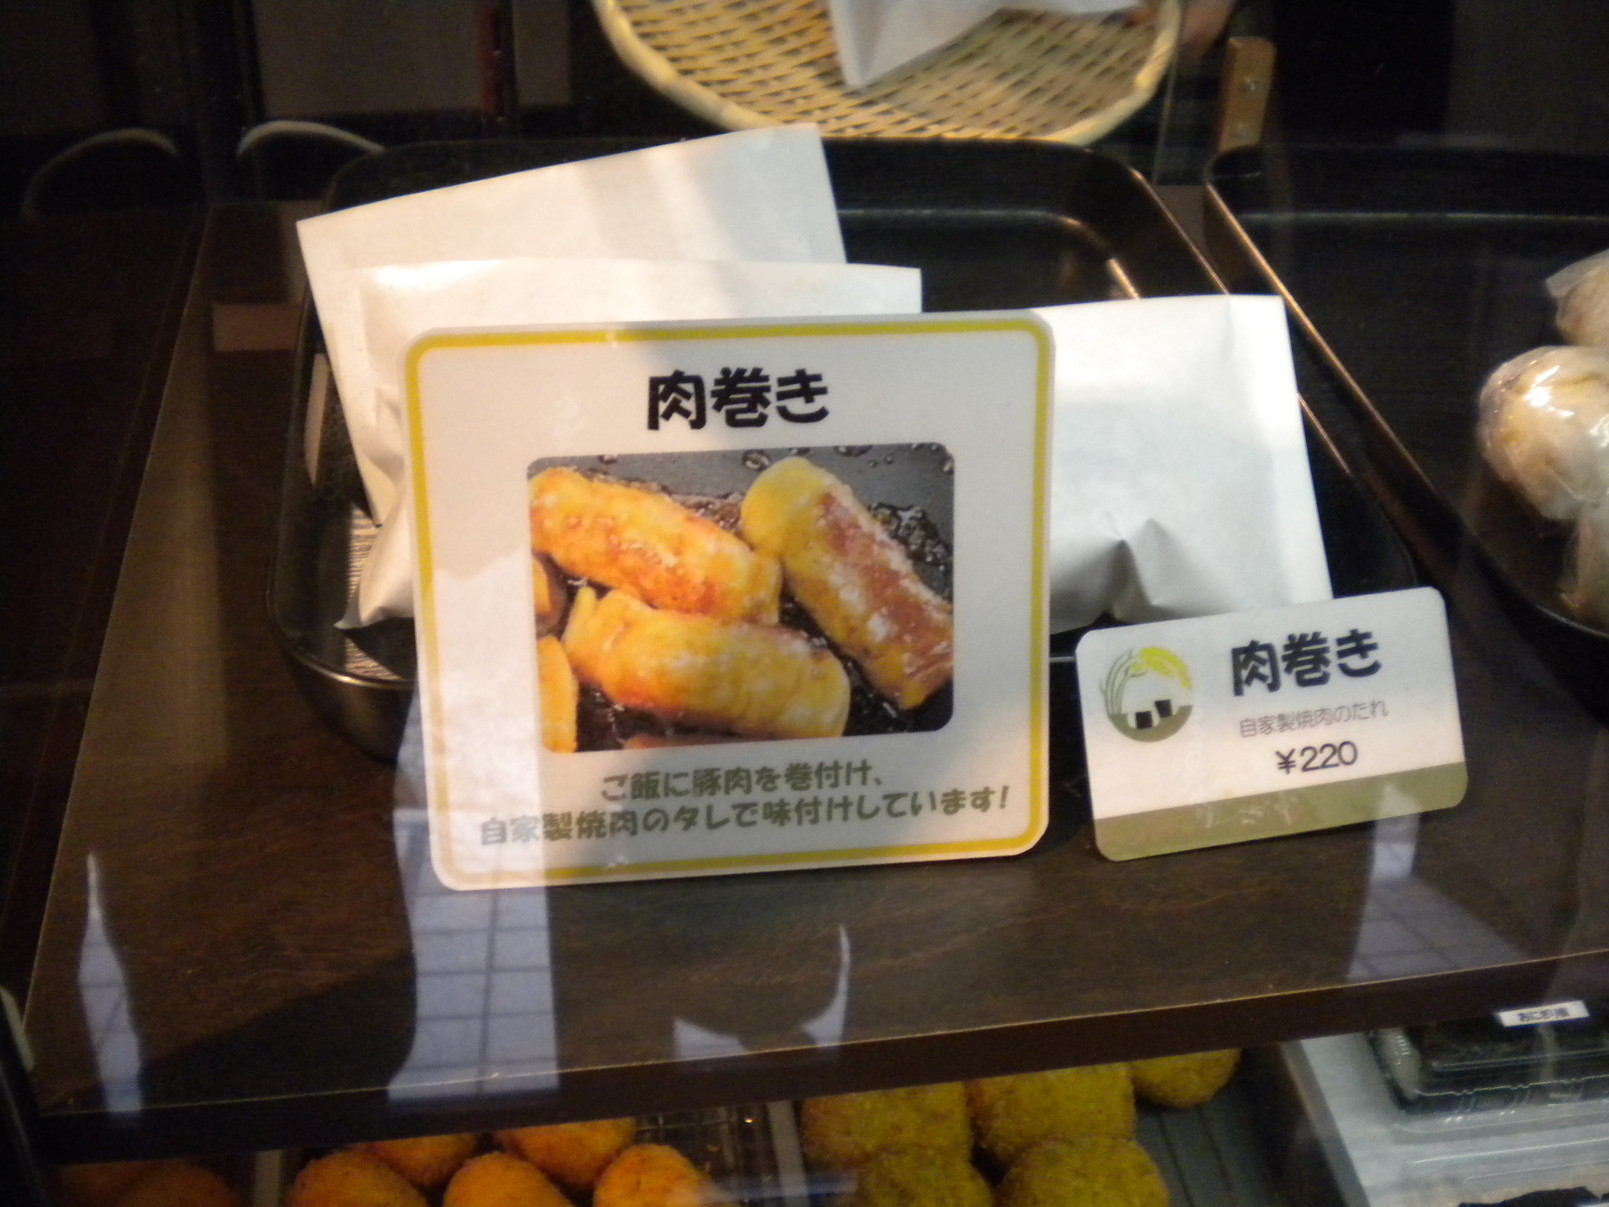 肉巻き
ご飯に豚肉を巻付け、
自家製焼肉のタレで味付けしています!
肉巻き
自家製焼肉のたれ
¥220